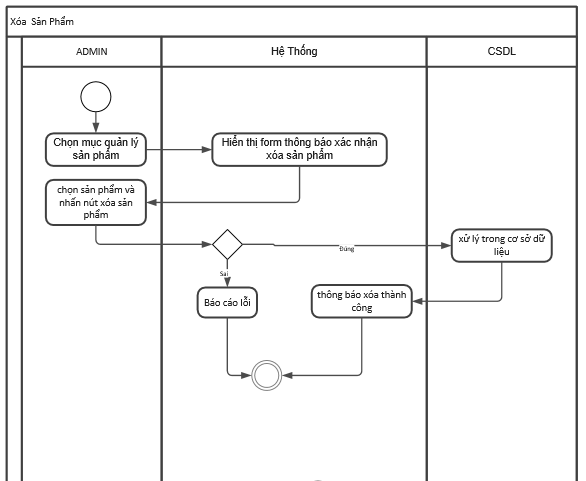 Xóa Sản Phẩm
ADMIN
Hệ Thống
CSDL
Chọn mục quản lý
sản phẩm
Hiển thị form thông báo xác nhận
xóa sản phẩm
chọn sản phẩm và
nhấn nút xóa sản
phẩm
Đúng
xử lý trong cơ sở dữ
liệu
Sai
Báo cáo lỗi
thông báo xóa thành
công